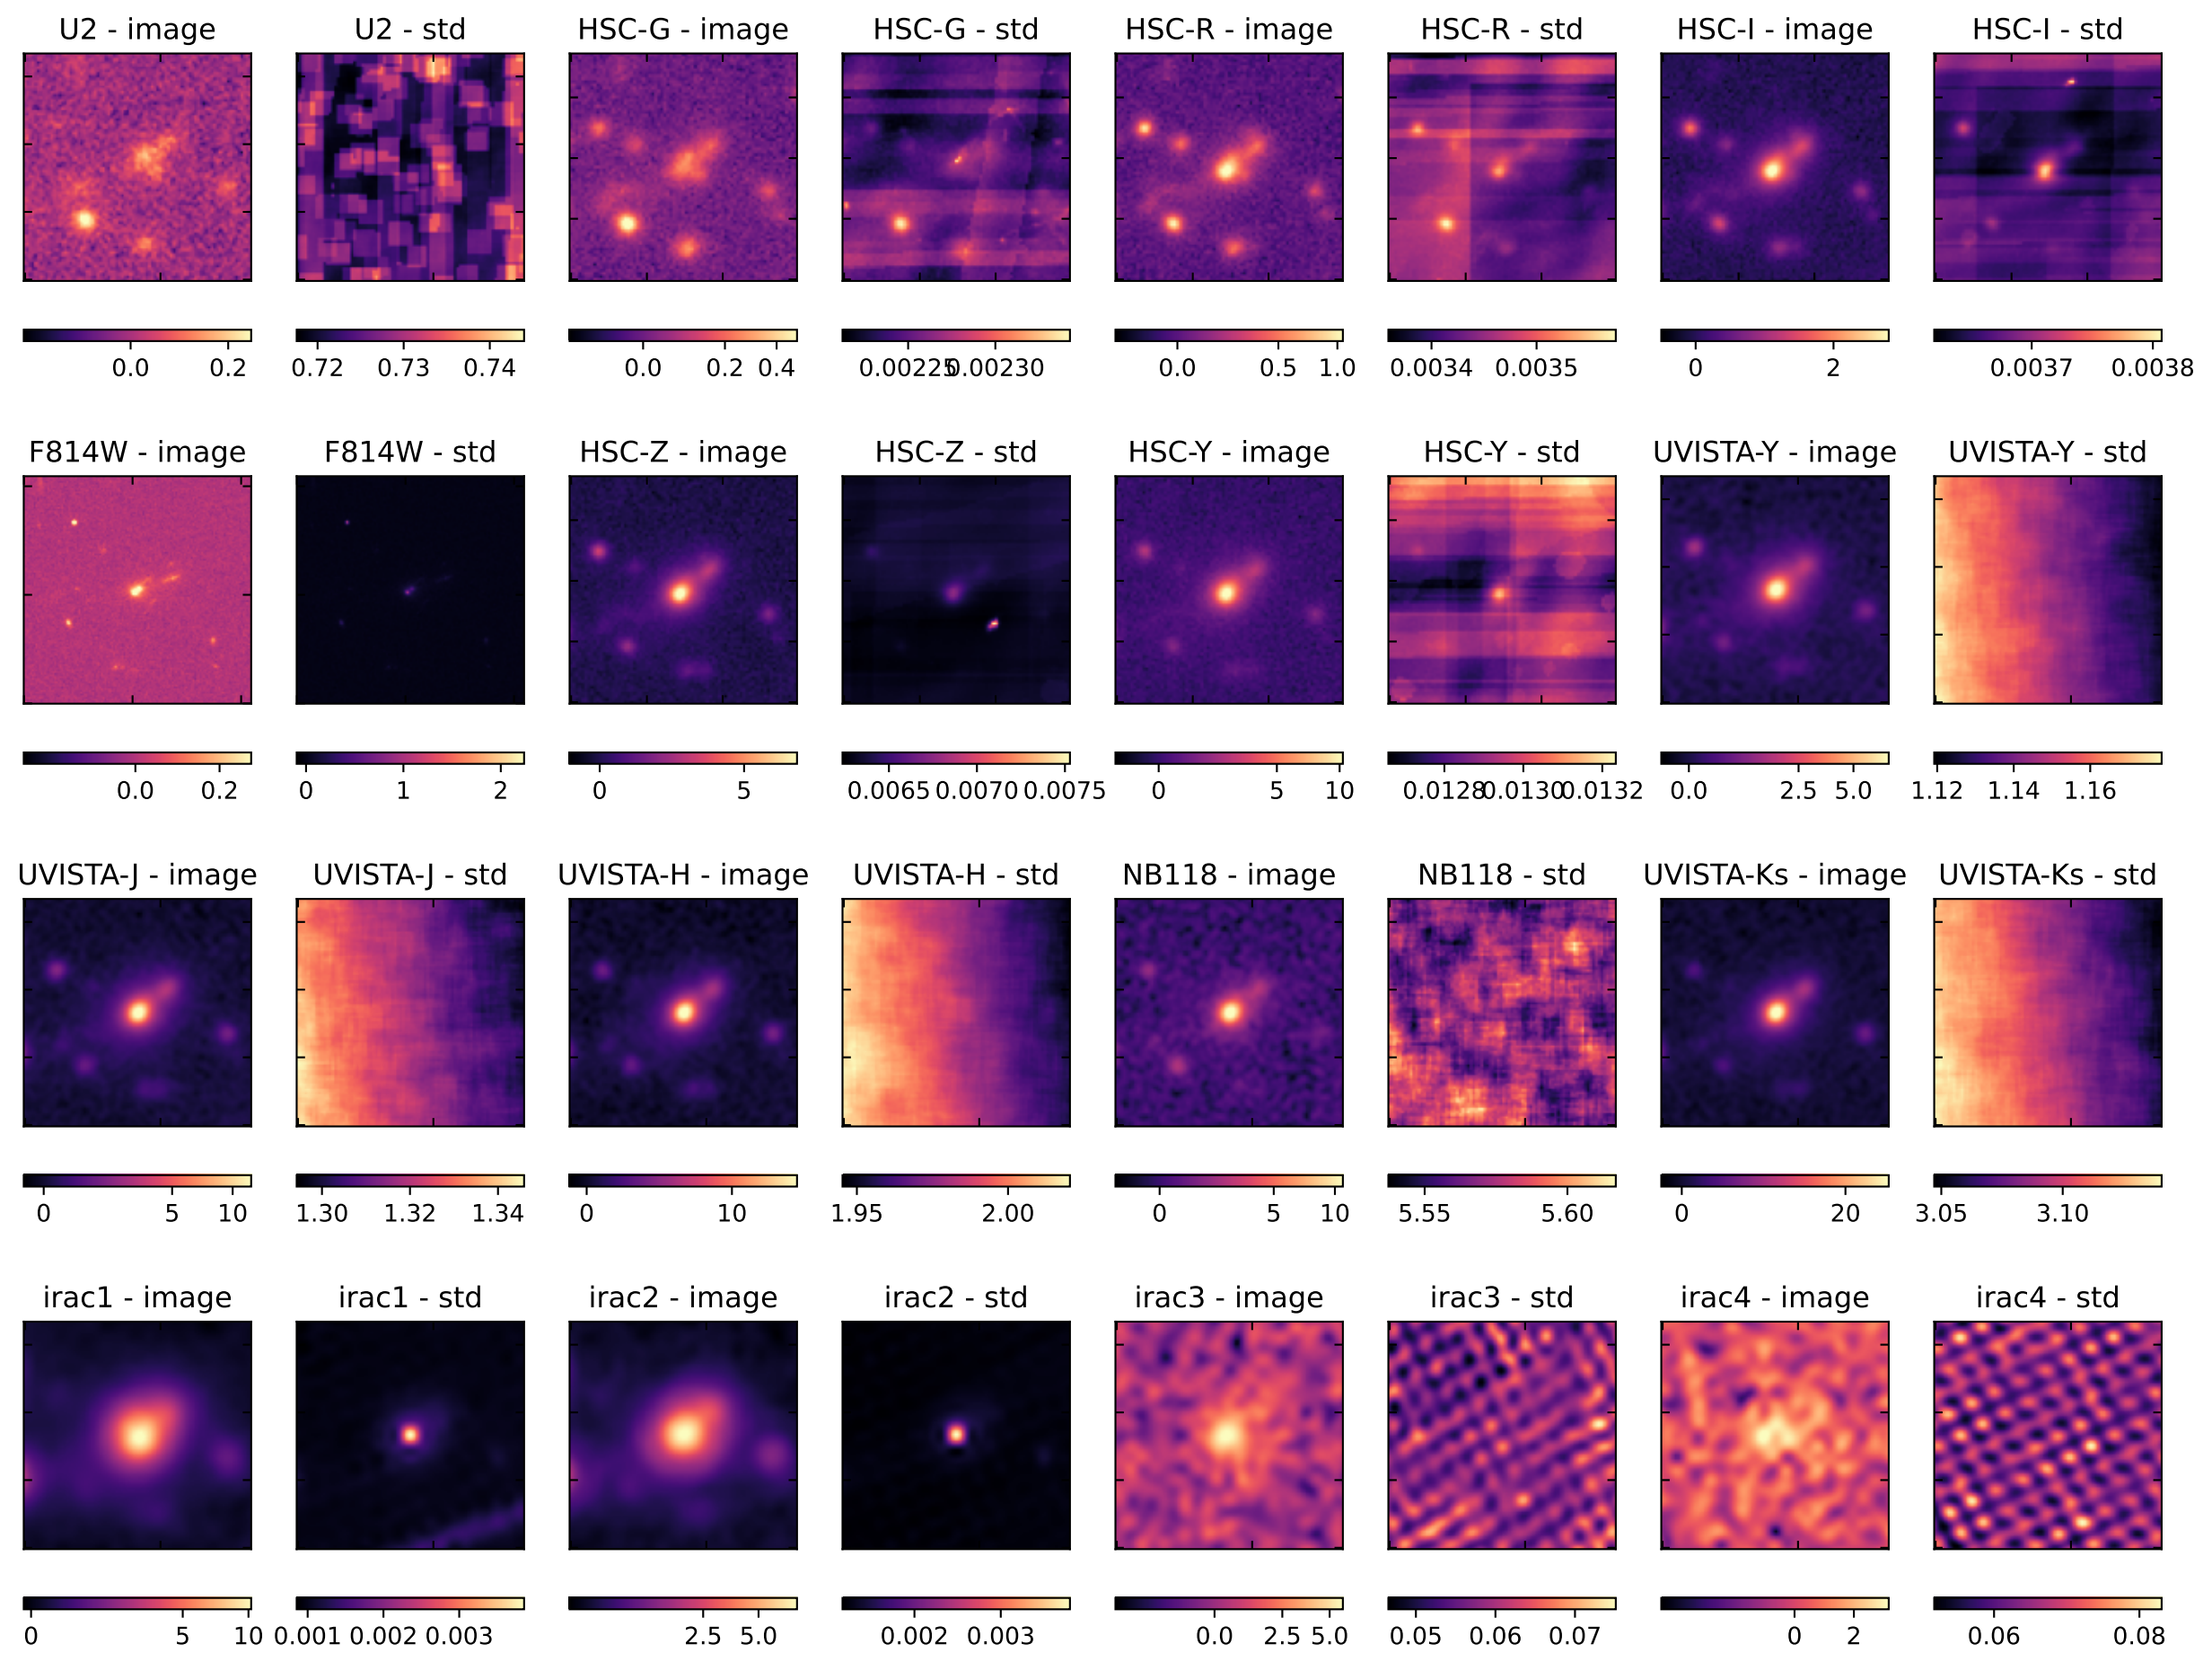 U2 - image U2 - std HSC-G - image HSC-G - std HSC-R - image HSC-R - std HSC-I - image HSC-I - std
0.0 0.2 0.72 0.73 0.74 0.0 0.2 0.4 0.00225 0.00230 0.0 0.5 1.0 0.0034 0.0035 0 2 0.0037 0.0038
F814W - image F814W - std HSC-Z - image HSC-Z - std HSC-Y - image HSC-Y - std UVISTA-Y - image UVISTA-Y - std
0.0 0.2 0 1 2 0 5 0.0065 0.0070 0.0075 0 5 10 0.0128 0.0130 0.0132 0.0 2.5 5.0 1.12 1.14 1.16
UVISTA-J - image UVISTA-J - std UVISTA-H - image UVISTA-H - std NB118 - image NB118 - std UVISTA-Ks - image UVISTA-Ks - std
0 5 10 1.30 1.32 1.34 0 10 1.95 2.00 0 5 10 5.55 5.60 0 20 3.05 3.10
irac1 - image irac1 - std irac2 - image irac2 - std irac3 - image irac3 - std irac4 - image irac4 - std
0 5 10 0.001 0.002 0.003 2.5 5.0 0.002 0.003 0.0 2.5 5.0 0.05 0.06 0.07 0 2 0.06 0.08